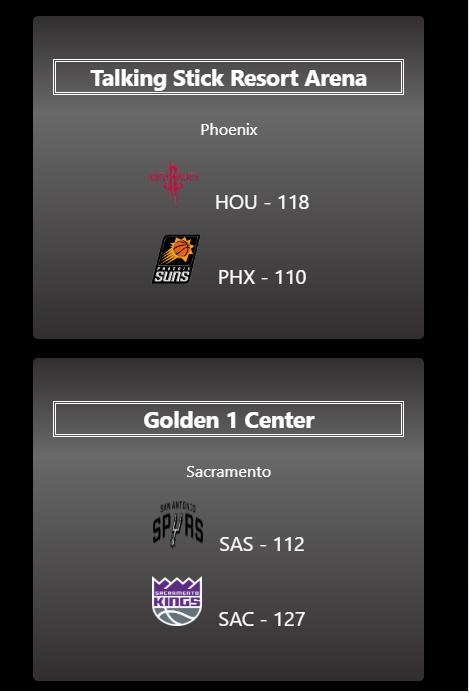 Talking Stick Resort Arena
Phoenix
ROCKETS
HOU - 118
PHOENIX
SUNS
PHX - 110
Golden 1 Center
Sacramento
SAN ANTONIO
SPURS
SAS - 112
SACRAMENTO
KINGS
SAC - 127